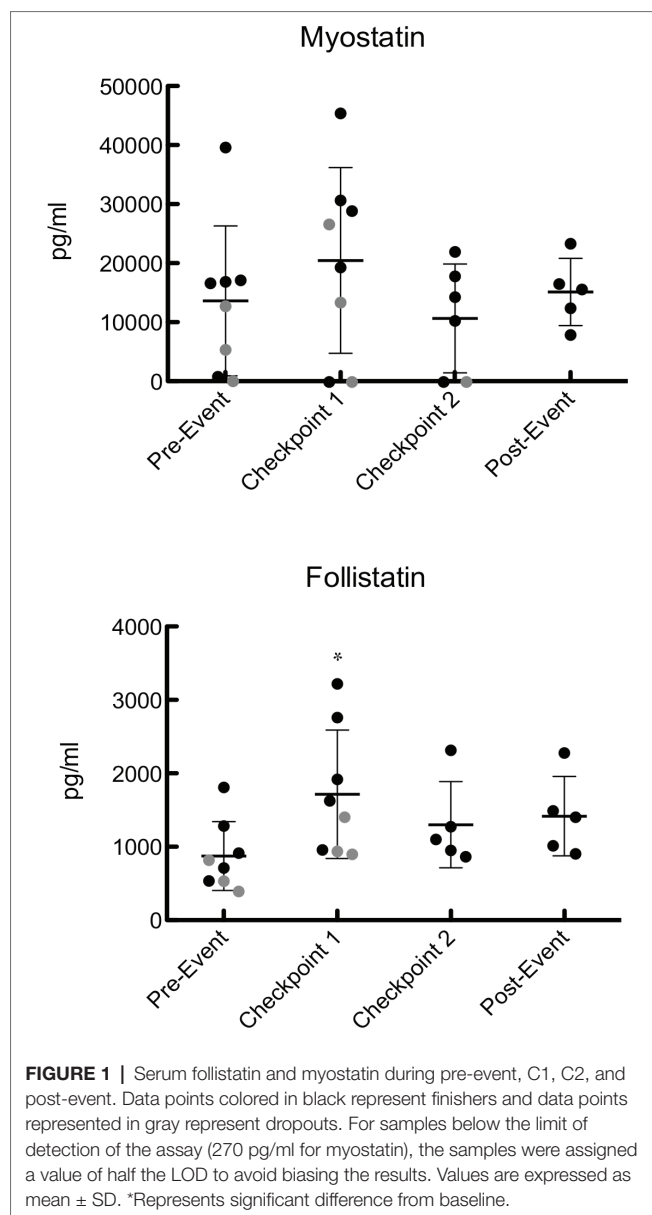 Myostatin
50000
40000
30000
20000
10000
0
pg/ml
Pre-Event
Checkpoint 1
Checkpoint 2
Post-Event
Follistatin
4000
3000
2000
1000
0
pg/ml
*
Pre-Event
Checkpoint 1
Checkpoint 2
Post-Event
FIGURE 1 | Serum follistatin and myostatin during pre-event, C1, C2, and
post-event. Data points colored in black represent finishers and data points
represented in gray represent dropouts. For samples below the limit of
detection of the assay (270 pg/ml for myostatin), the samples were assigned
a value of half the LOD to avoid biasing the results. Values are expressed as
mean ± SD. *Represents significant difference from baseline.